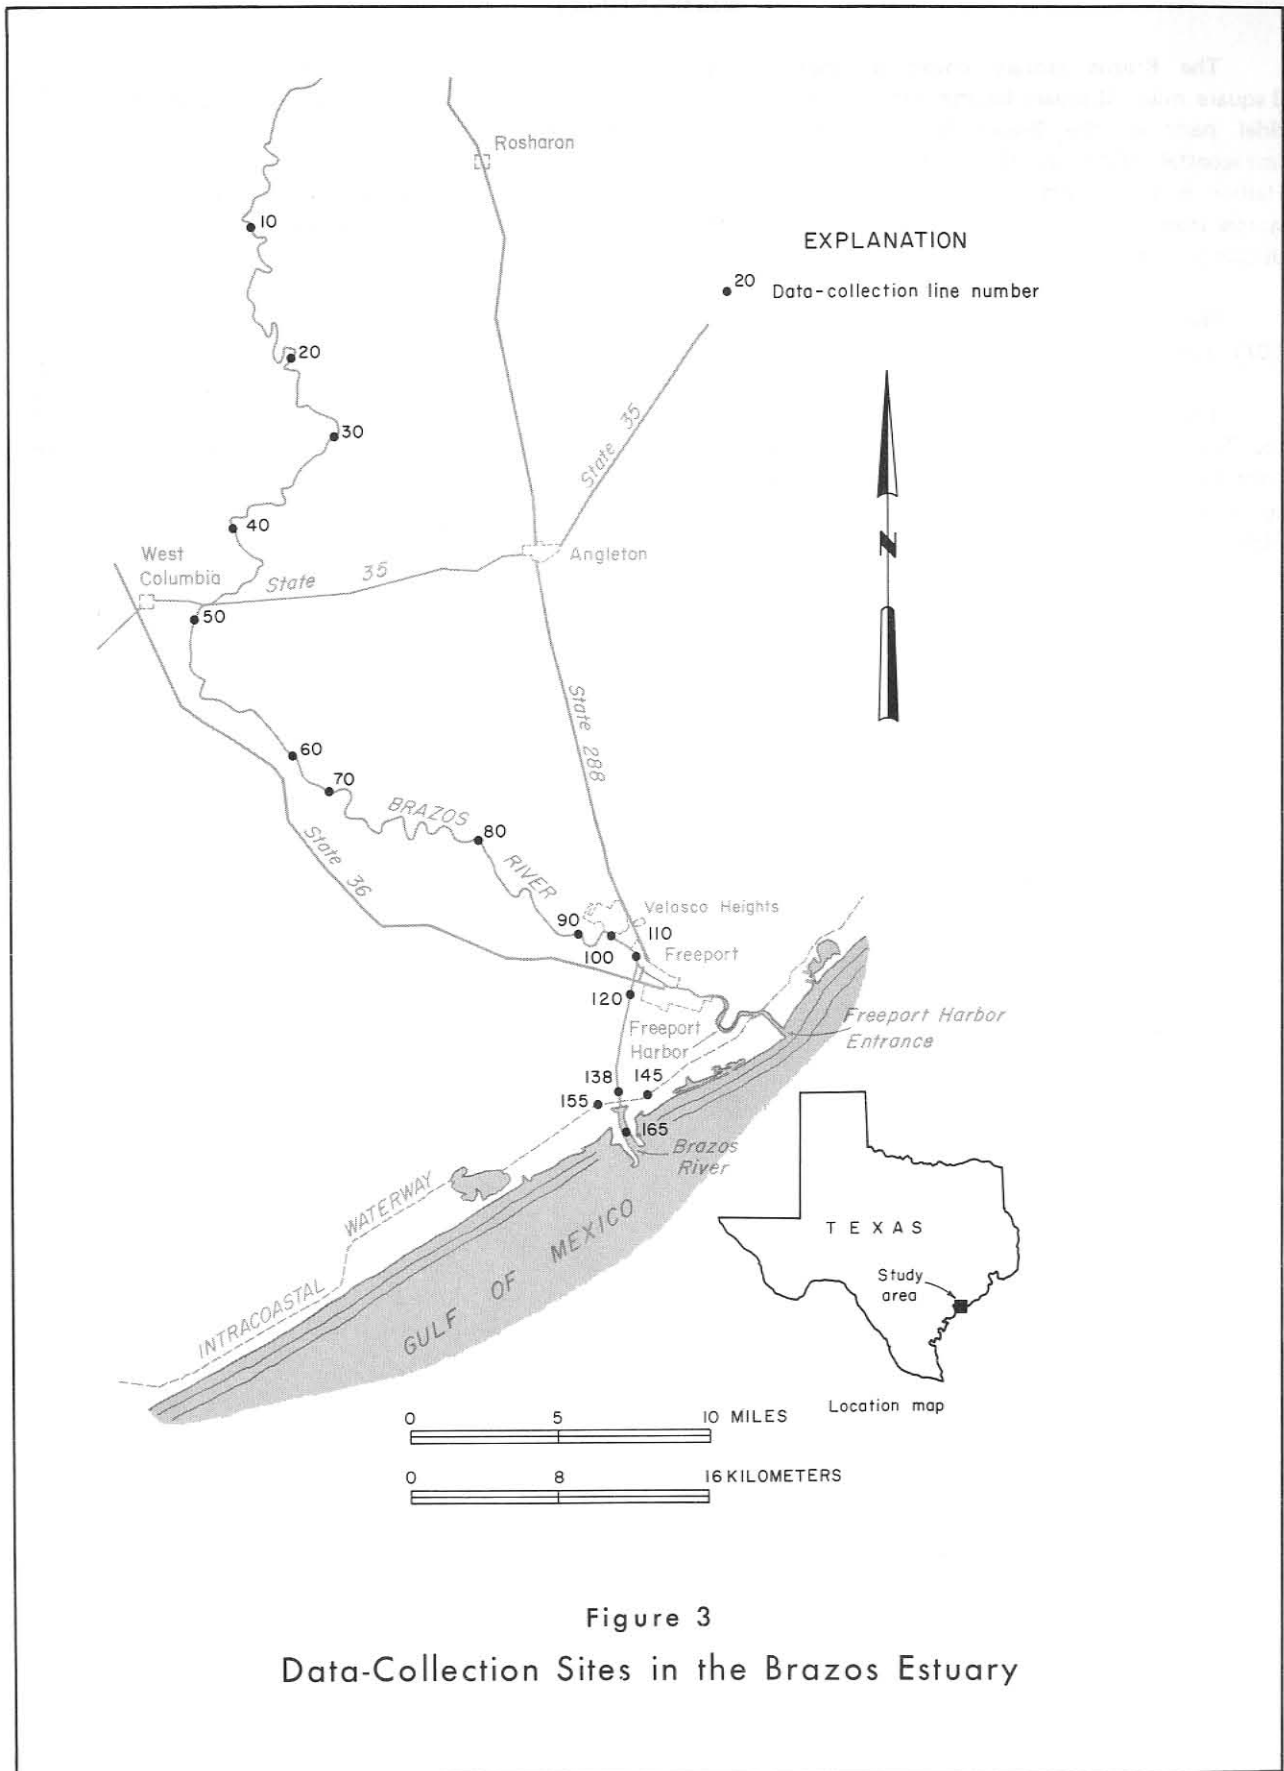 Rosharon
10
EXPLANATION
20 Data-collection line number
20
30
State 35
40
West
Columbia
State 35
Angleton
50
State 288
60
70
BRAZOS
80
State 36
RIVER
Velasco Heights
90
110
100
Freeport
120
Freeport
Harbor
Freeport Harbor
Entrance
138
145
155
165
Brazos
River
WATERWAY
INTRACOASTAL
GULF OF MEXICO
TEXAS
Study
area
Location map
0 5 10 MILES
0 8 16 KILOMETERS
N
Figure 3
Data-Collection Sites in the Brazos Estuary